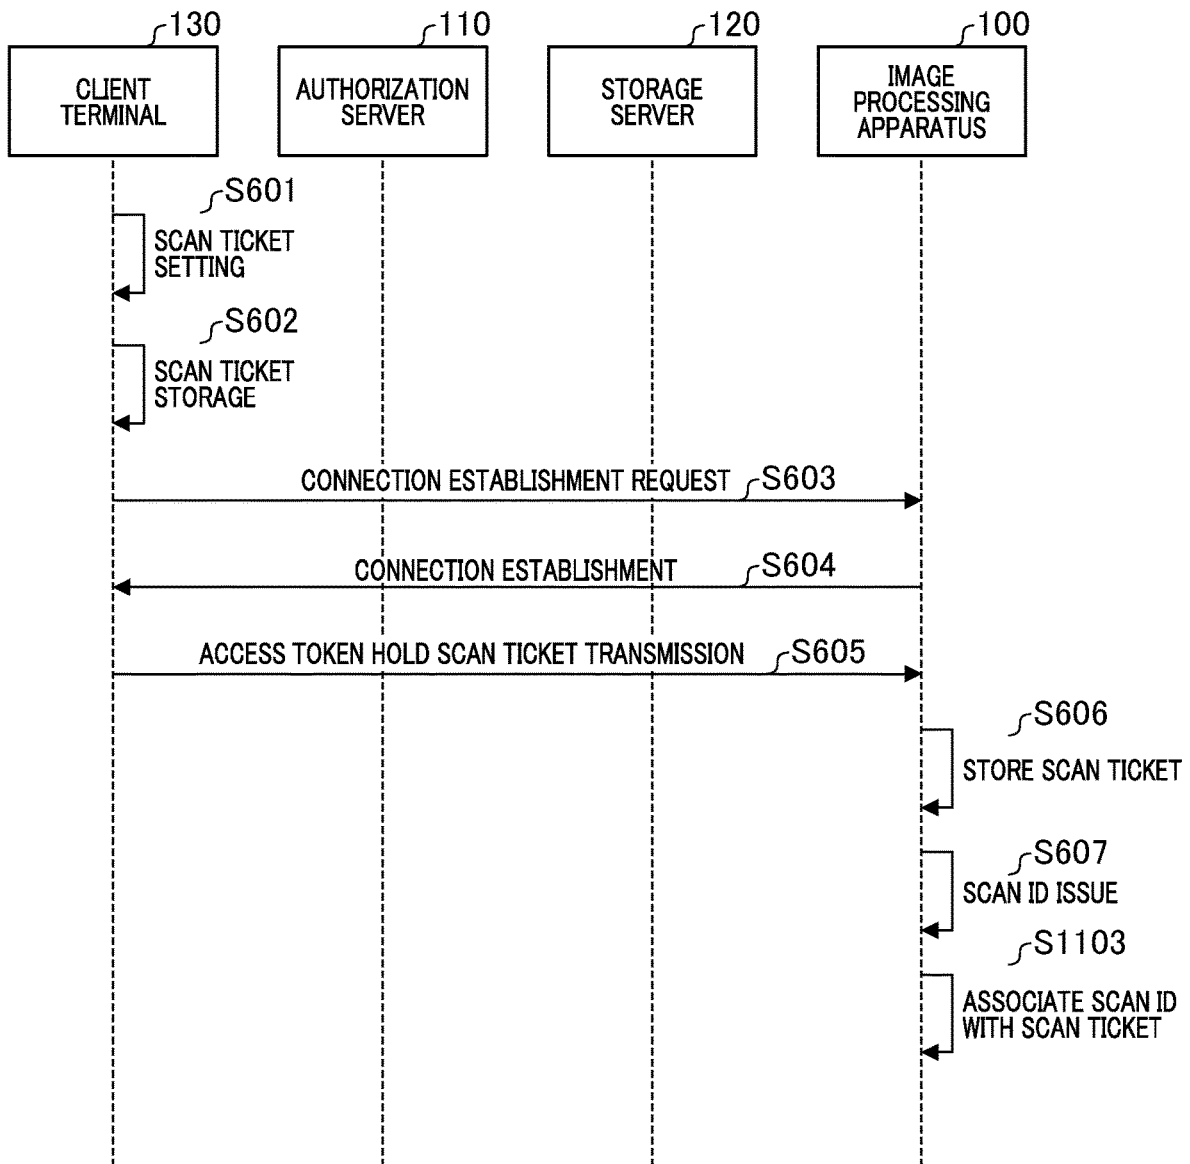 130
110
120
100
CLIENT
TERMINAL
AUTHORIZATION
SERVER
STORAGE
SERVER
IMAGE
PROCESSING
APPARATUS
S601
SCAN TICKET
SETTING
S602
SCAN TICKET
STORAGE
CONNECTION ESTABLISHMENT REQUEST
S603
CONNECTION ESTABLISHMENT
S604
ACCESS TOKEN HOLD SCAN TICKET TRANSMISSION
S605
S606
STORE SCAN TICKET
S607
SCAN ID ISSUE
S1103
ASSOCIATE SCAN ID
WITH SCAN TICKET